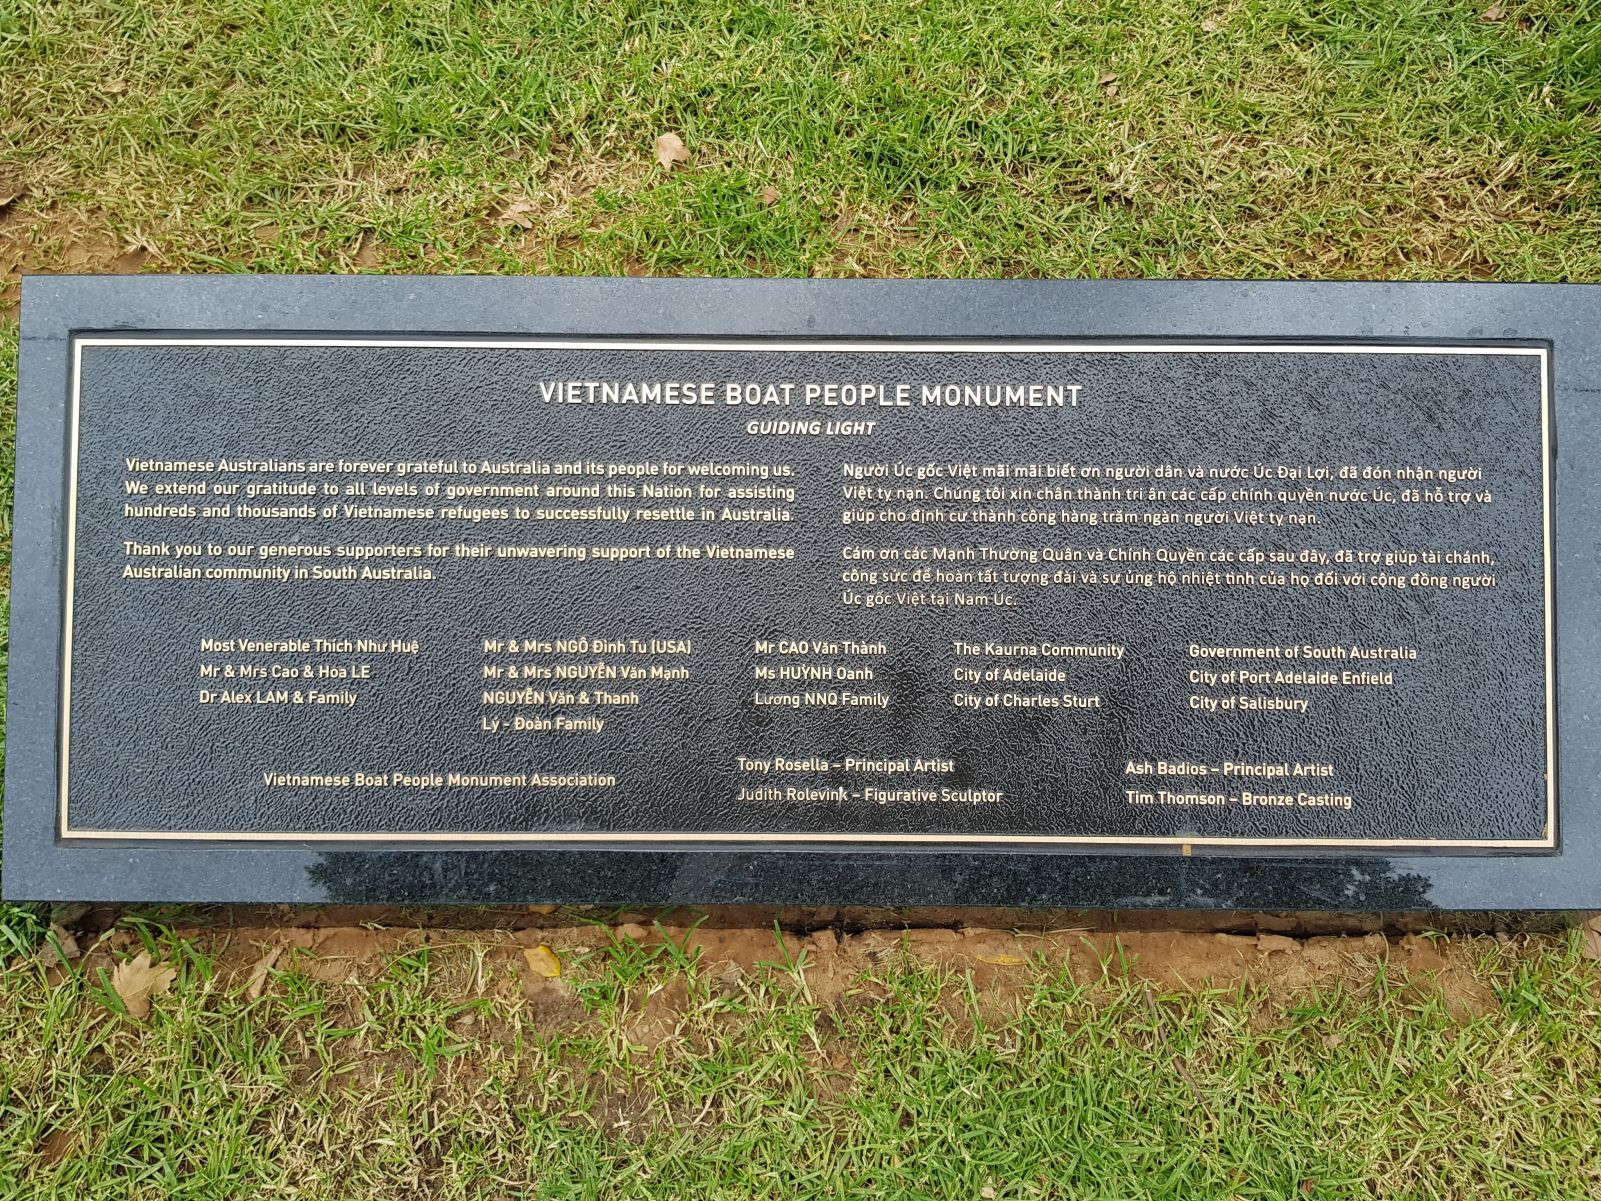 VIETNAMESE BOAT PEOPLE MONUMENT
GUIDING LIGHT
Vietnamese Australians are forever grateful to Australia and its people for welcoming us.
We extend our gratitude to all levels of government around this Nation for assisting
hundreds and thousands of Vietnamese refugees to successfully resettle in Australia.
Thank you to our generous supporters for their unwavering support of the Vietnamese
Australian community in South Australia.
Người Úc gốc Việt mãi mãi biết ơn người dân và nước Úc Đại Lợi, đã đón nhận người
Việt tỵ nạn. Chúng tôi xin chân thành tri ân các cấp chính quyền nước Úc, đã hỗ trợ và
giúp cho định cư thành công hàng trăm ngàn người Việt tỵ nạn.
Cám ơn các Mạnh Thường Quân và Chính Quyền các cấp sau đây, đã trợ giúp tài chánh,
công sức để hoàn tất tượng đài và sự ủng hộ nhiệt tình của họ đối với cộng đồng người
Úc gốc Việt tại Nam Úc.
Most Venerable Thích Như Huệ
Mr & Mrs Cao & Hoa LE
Dr Alex LAM & Family
Mr & Mrs NGÔ Đình Tu (USA)
Mr & Mrs NGUYỄN Văn Mạnh
NGUYỄN Văn & Thanh
Lý - Đoàn Family
Mr CAO Văn Thành
Ms HUỲNH Oanh
Lương NNQ Family
The Kaurna Community
City of Adelaide
City of Charles Sturt
Government of South Australia
City of Port Adelaide Enfield
City of Salisbury
Vietnamese Boat People Monument Association
Tony Rosella – Principal Artist
Judith Rolevink – Figurative Sculptor
Ash Badios – Principal Artist
Tim Thomson – Bronze Casting